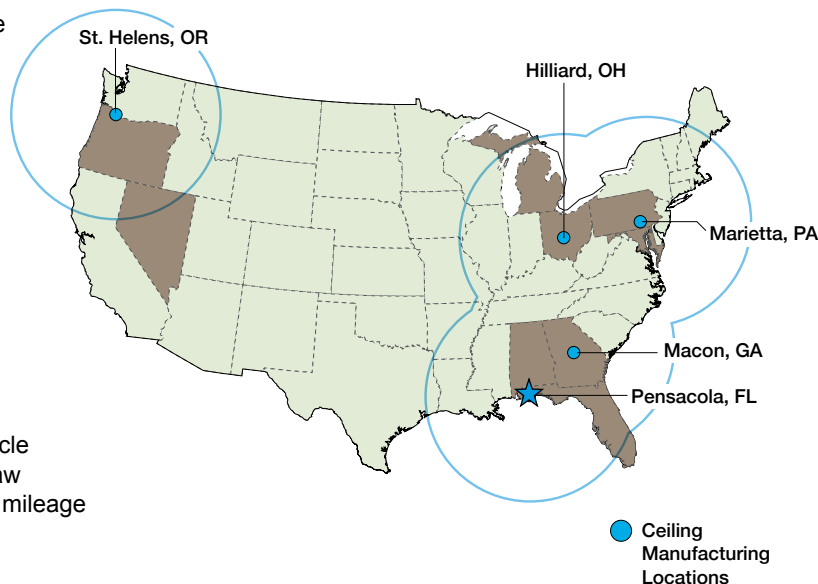 e
St. Helens, OR
Hilliard, OH
Marietta, PA
Macon, GA
Pensacola, FL
cle
aw
mileage
Ceiling
Manufacturing
Locations